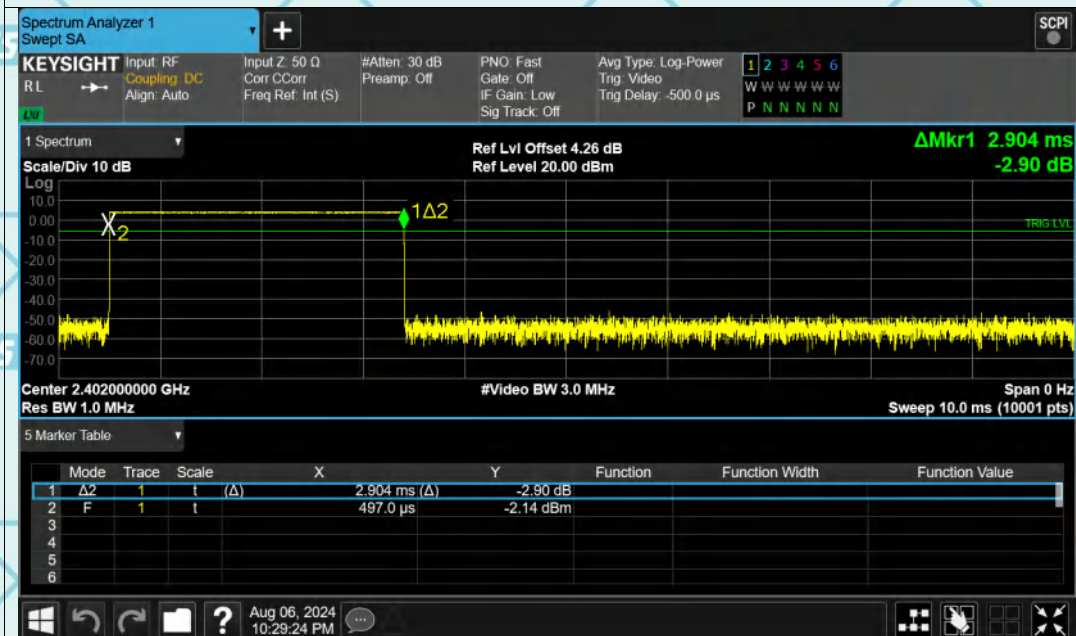 Spectrum Analyzer 1
Swept SA
+
SCPI
KEYSIGHT
RL
LNI
Input: RF
Coupling: DC
Align: Auto
Input Z: 50 Ω
Corr CCorr
Freq Ref: Int (S)
#Atten: 30 dB
Preamp: Off
PNO: Fast
Gate: Off
IF Gain: Low
Sig Track: Off
Avg Type: Log-Power
Trig: Video
Trig Delay: -500.0 µs
1 2 3 4 5 6
W W W W W W
P N N N N N
1 Spectrum
Scale/Div 10 dB
Ref Lvl Offset 4.26 dB
Ref Level 20.00 dBm
ΔMkr1 2.904 ms
-2.90 dB
Log
10.0
0.00
-10.0
-20.0
-30.0
-40.0
-50.0
-60.0
-70.0
X2
1Δ2
TRIG LVL
Center 2.402000000 GHz #Video BW 3.0 MHz Span 0 Hz
Res BW 1.0 MHz Sweep 10.0 ms (10001 pts)
5 Marker Table
Mode Trace Scale X Y Function Function Width Function Value
1 Δ2 1 t (Δ) 2.904 ms (Δ) -2.90 dB
2 F 1 t 497.0 µs -2.14 dBm
3
4
5
6
?
Aug 06, 2024
10:29:24 PM